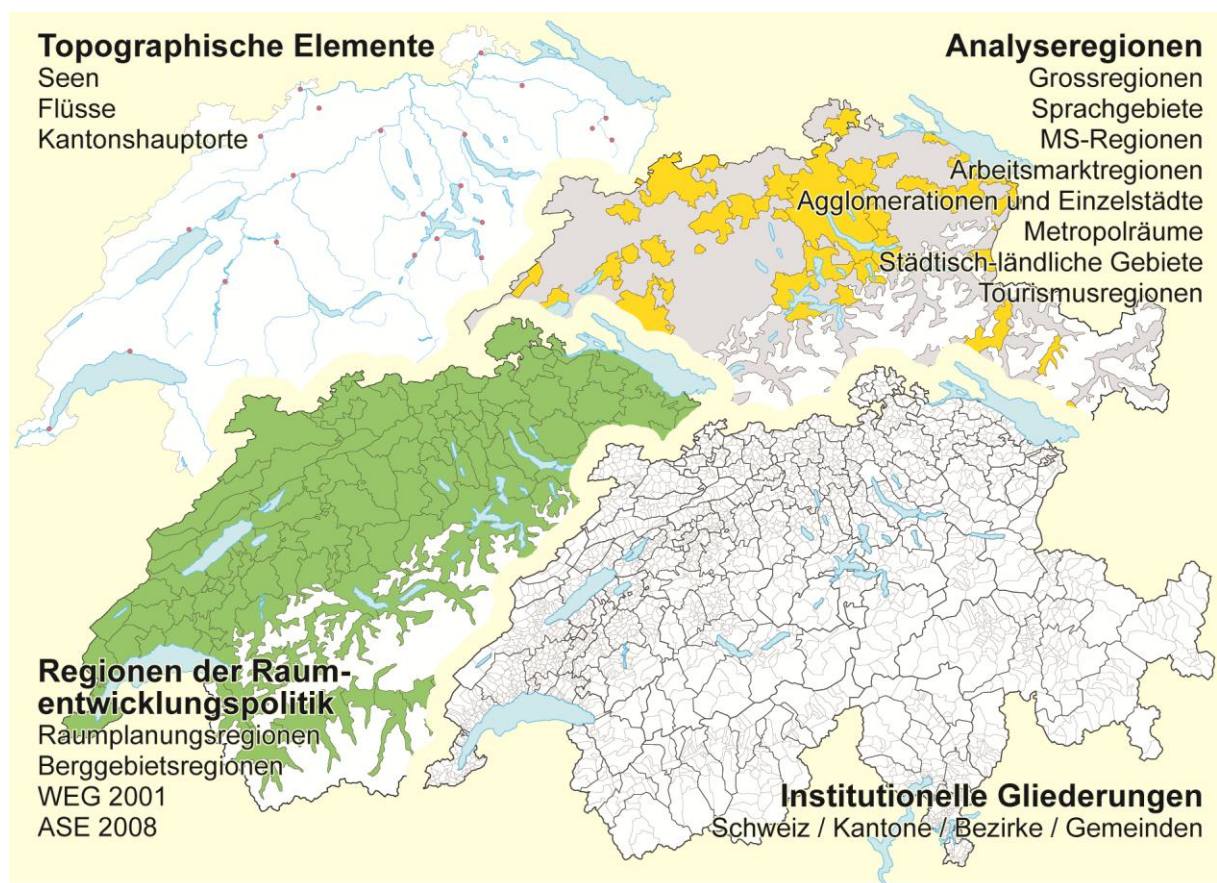 Topographische Elemente
Seen
Flüsse
Kantonshauptorte
Analyseregionen
Grossregionen
Sprachgebiete
MS-Regionen
Arbeitsmarktregionen
Agglomerationen und Einzelstädte
Metropolräume
Städtisch-ländliche Gebiete
Tourismusregionen
Regionen der Raum-
entwicklungspolitik
Raumplanungsregionen
Berggebietsregionen
WEG 2001
ASE 2008
Institutionelle Gliederungen
Schweiz / Kantone / Bezirke / Gemeinden